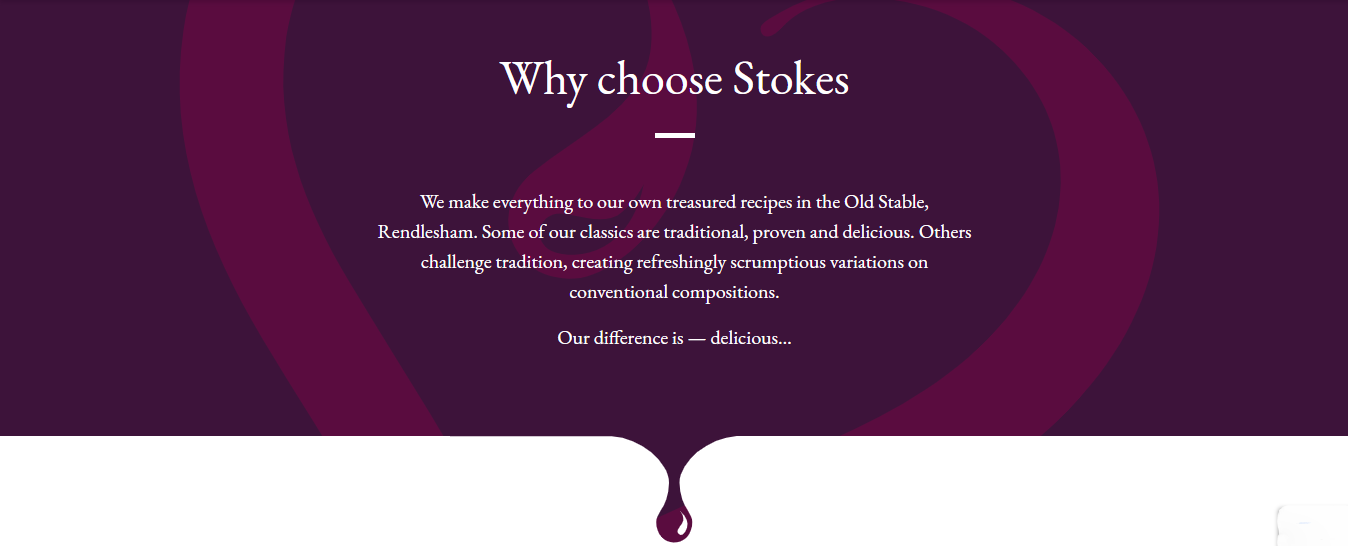 Why choose Stokes
We make everything to our own treasured recipes in the Old Stable,
Rendlesham. Some of our classics are traditional, proven and delicious. Others
challenge tradition, creating refreshingly scrumptious variations on
conventional compositions.
Our difference is — delicious...